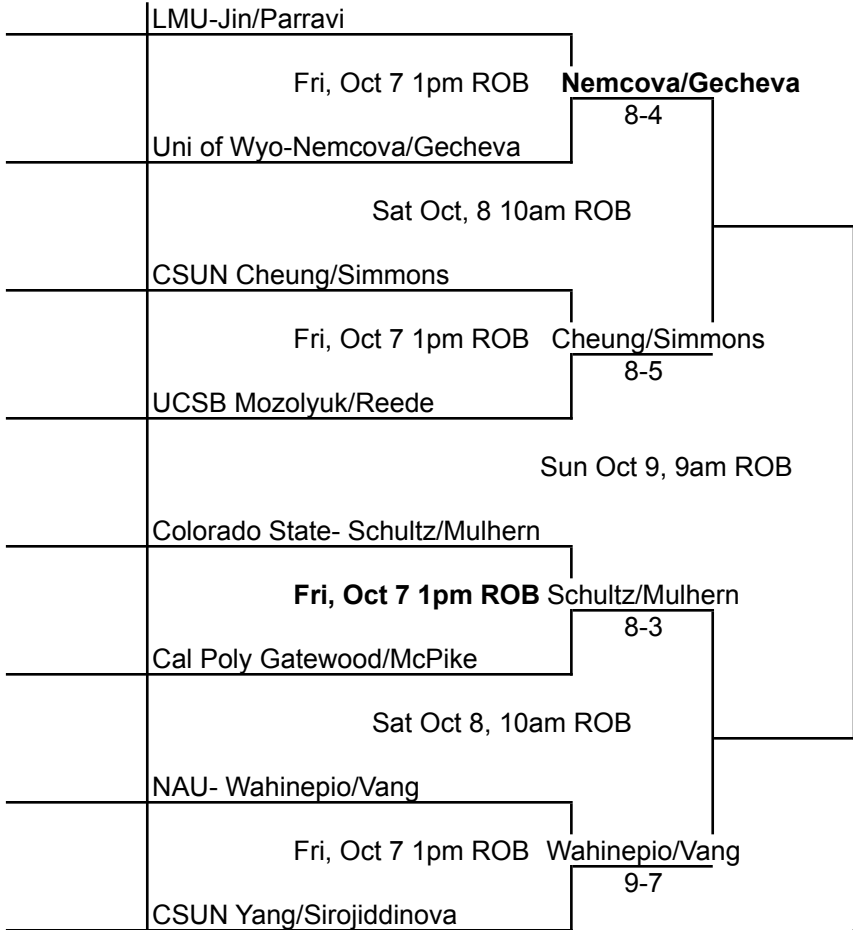 LMU-Jin/Parravi
Fri, Oct 7 1pm ROB Nemcova/Gecheva
8-4
Uni of Wyo-Nemcova/Gecheva
Sat Oct, 8 10am ROB
CSUN Cheung/Simmons
Fri, Oct 7 1pm ROB Cheung/Simmons
8-5
UCSB Mozolyuk/Reede
Sun Oct 9, 9am ROB
Colorado State- Schultz/Mulhern
Fri, Oct 7 1pm ROB Schultz/Mulhern
8-3
Cal Poly Gatewood/McPike
Sat Oct 8, 10am ROB
NAU- Wahinepio/Vang
Fri, Oct 7 1pm ROB Wahinepio/Vang
9-7
CSUN Yang/Sirojiddinova